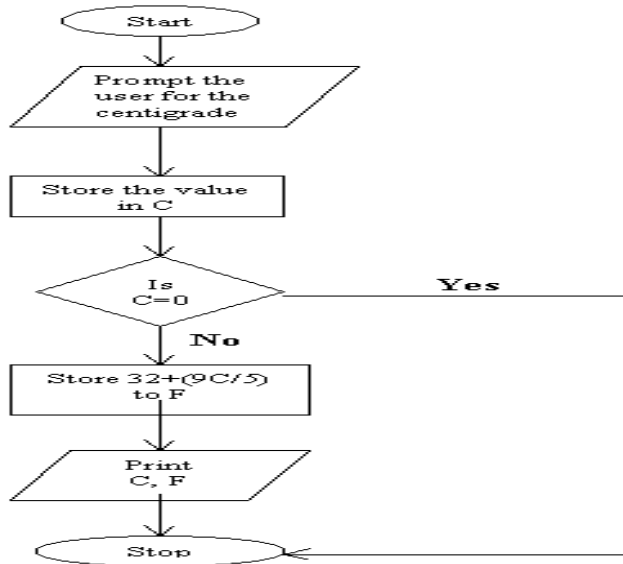 Start
Prompt the
user for the
centigrade
Store the value
in C
Is
C=0
Yes
No
Store 32+(9C/5)
to F
Print
C, F
Stop